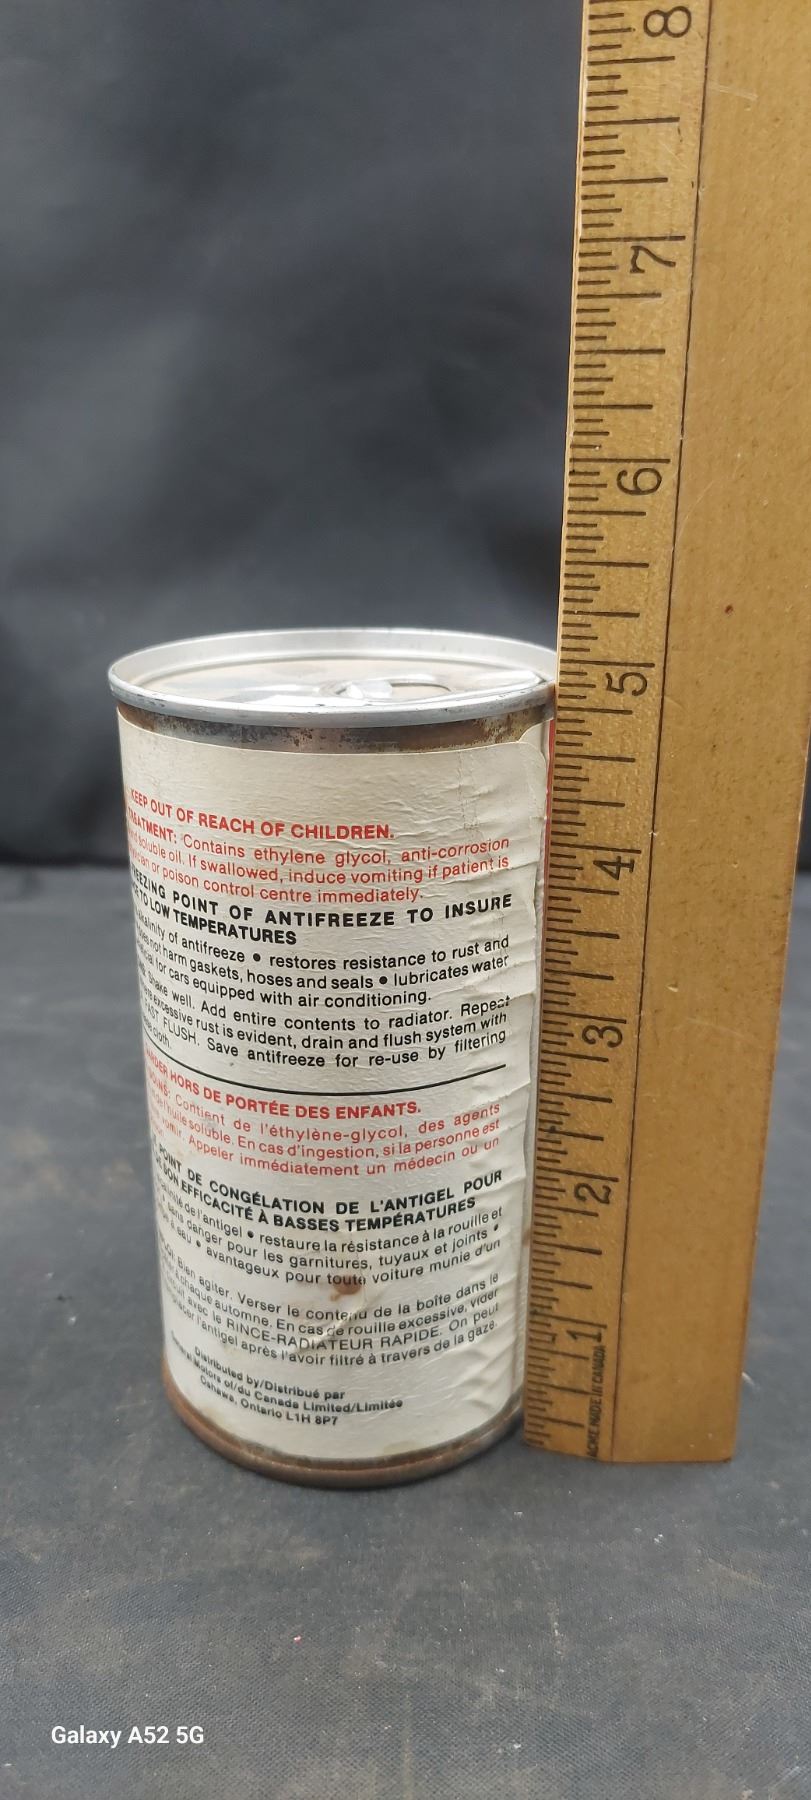 KEEP OUT OF REACH OF CHILDREN.
TREATMENT: Contains ethylene glycol, anti-corrosion
soluble oil. If swallowed, induce vomiting if patient is
or poison control centre immediately.
POINT OF ANTIFREEZE TO INSURE
TO LOW TEMPERATURES
of antifreeze • restores resistance to rust and
not harm gaskets, hoses and seals • lubricates water
for cars equipped with air conditioning.
Shake well. Add entire contents to radiator. Repeat
excessive rust is evident, drain and flush system with
FAST FLUSH. Save antifreeze for re-use by filtering
cloth.
HORS DE PORTÉE DES ENFANTS.
Contient de l'éthylène-glycol, des agents
l'huile soluble. En cas d'ingestion, si la personne est
vomir. Appeler immédiatement un médecin ou un
POINT DE CONGÉLATION DE L'ANTIGEL POUR
SON EFFICACITÉ À BASSES TEMPÉRATURES
de l'antigel • restaure la résistance à la rouille et
sans danger pour les garnitures, tuyaux et joints •
à eau • avantageux pour toute voiture munie d'un
Bien agiter. Verser le contenu de la boîte dans le
chaque automne. En cas de rouille excessive, vider
avec le RINCE-RADIATEUR RAPIDE. On peut
l'antigel après l'avoir filtré à travers de la gaze.
Distributed by/Distribué par
General Motors of/du Canada Limited/Limitée
Oshawa, Ontario L1H 8P7
8
7
6
5
4
3
2
1
ACME MADE IN CANADA
Galaxy A52 5G